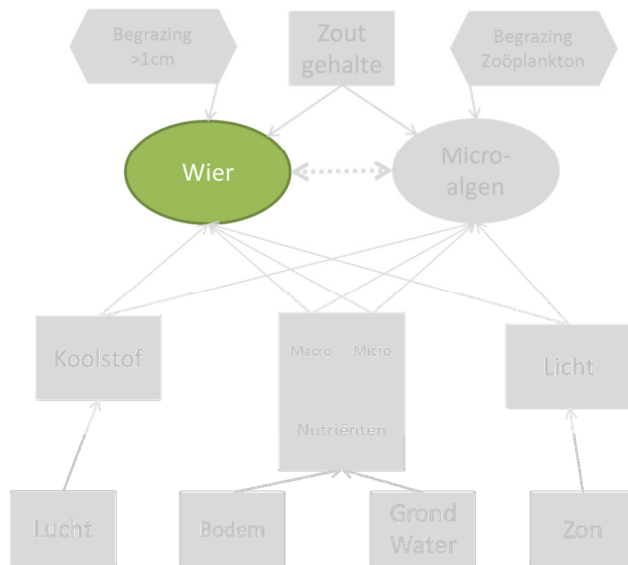 Begrazing
>1cm
Zout
gehalte
Begrazing
Zoöplankton
Wier
Micro-
algen
Koolstof
Macro Micro
Nutriënten
Licht
Lucht
Bodem
Grond
Water
Zon